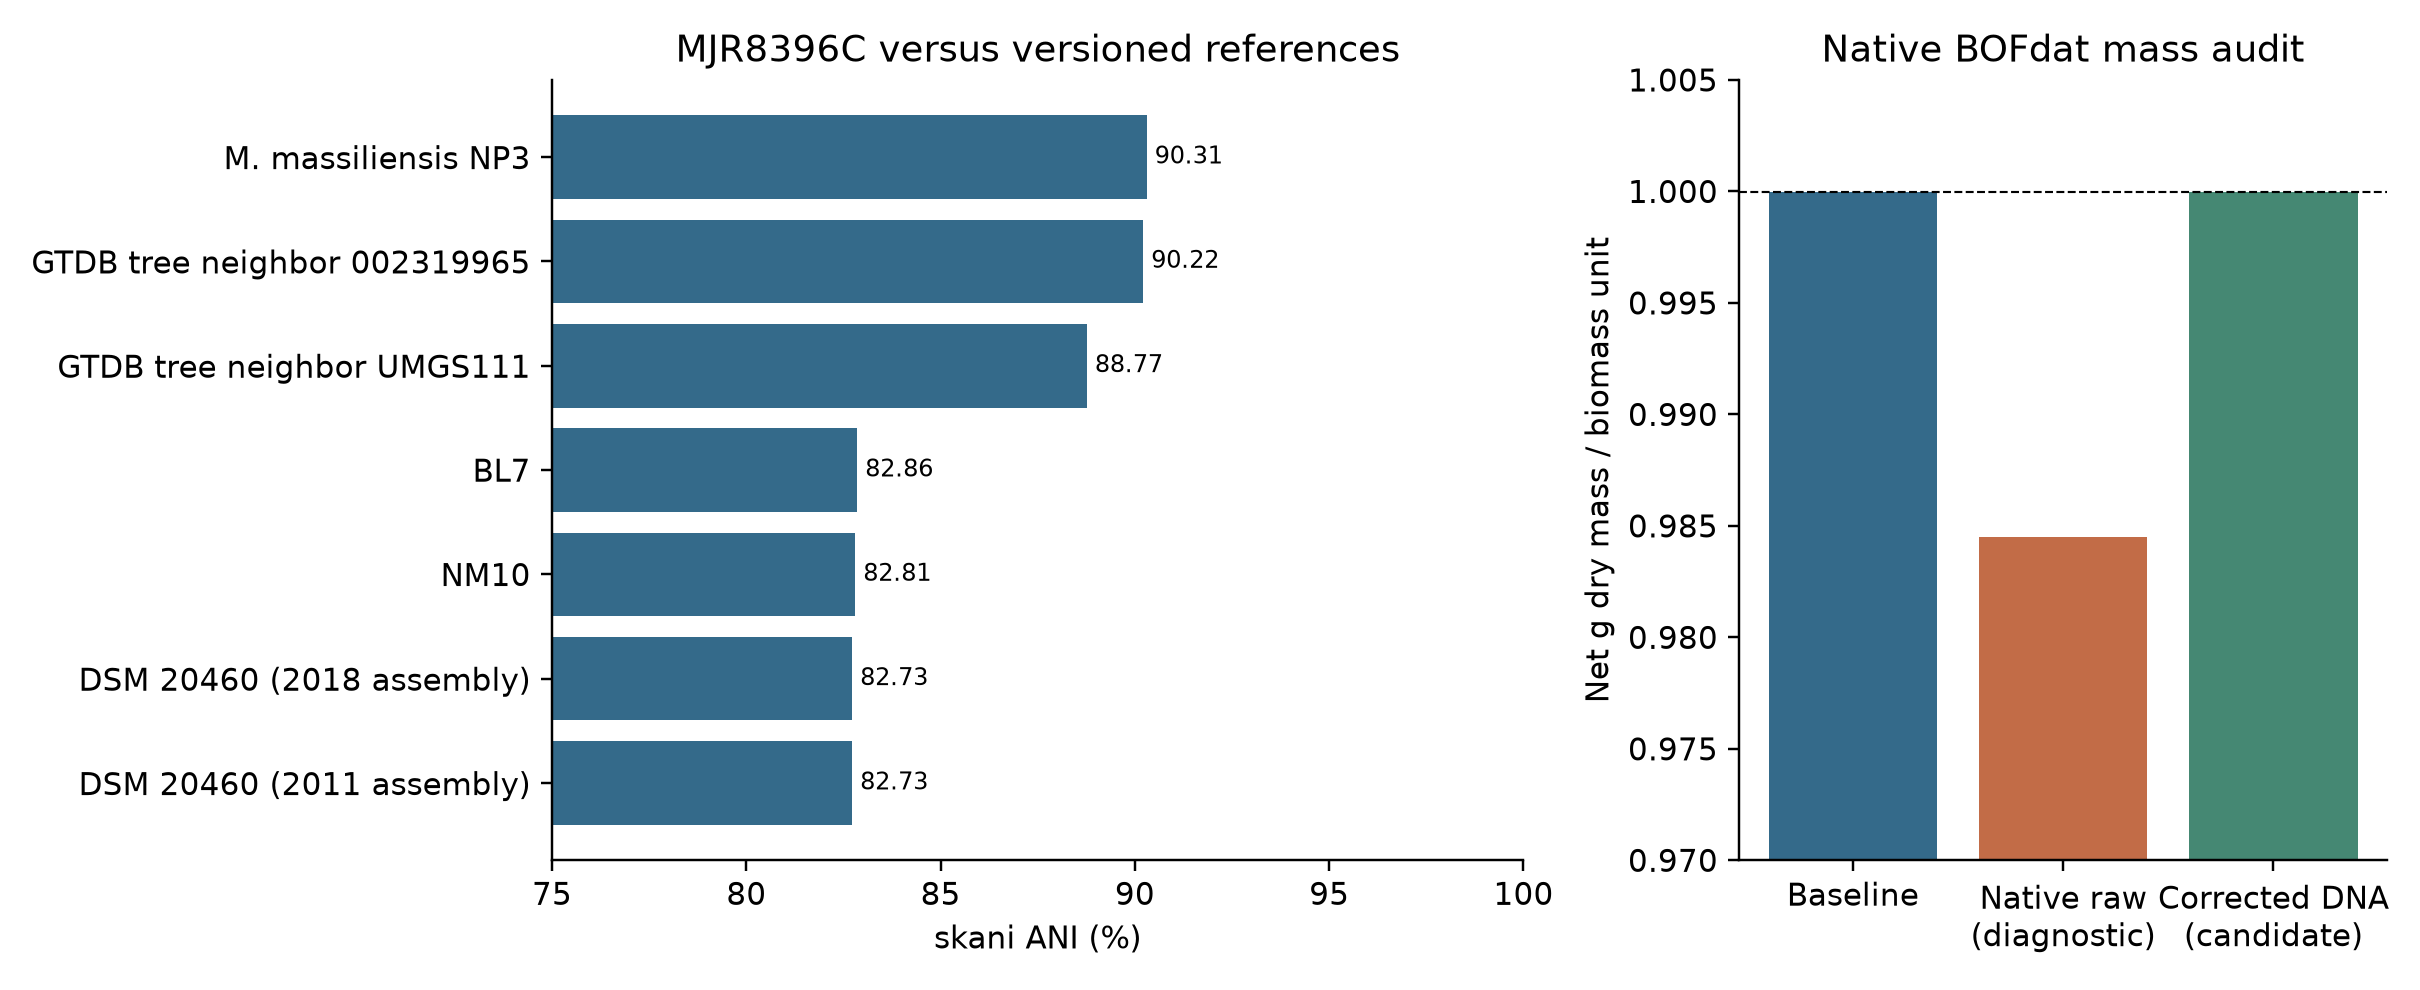 MJR8396C versus versioned references
M. massiliensis NP3
90.31
GTDB tree neighbor 002319965
90.22
GTDB tree neighbor UMGS111
88.77
BL7
82.86
NM10
82.81
DSM 20460 (2018 assembly)
82.73
DSM 20460 (2011 assembly)
82.73
75 80 85 90 95 100
skani ANI (%)
Native BOFdat mass audit
Net g dry mass / biomass unit
1.005
1.000
0.995
0.990
0.985
0.980
0.975
0.970
Baseline
Native raw
(diagnostic)
Corrected DNA
(candidate)